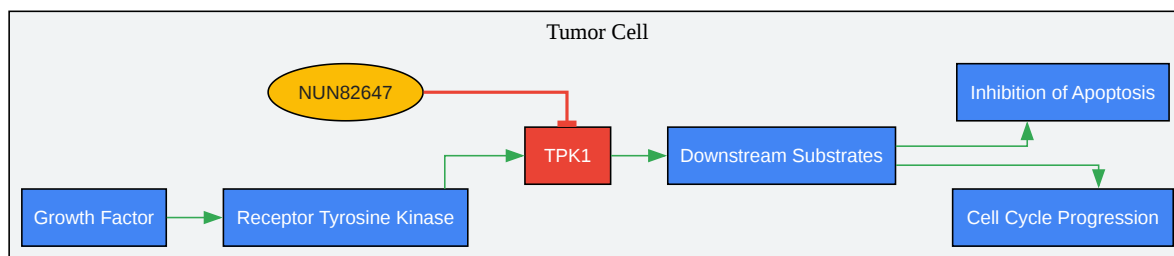 Tumor Cell
NUN82647
Inhibition of Apoptosis
TPK1
Downstream Substrates
Growth Factor
Receptor Tyrosine Kinase
Cell Cycle Progression